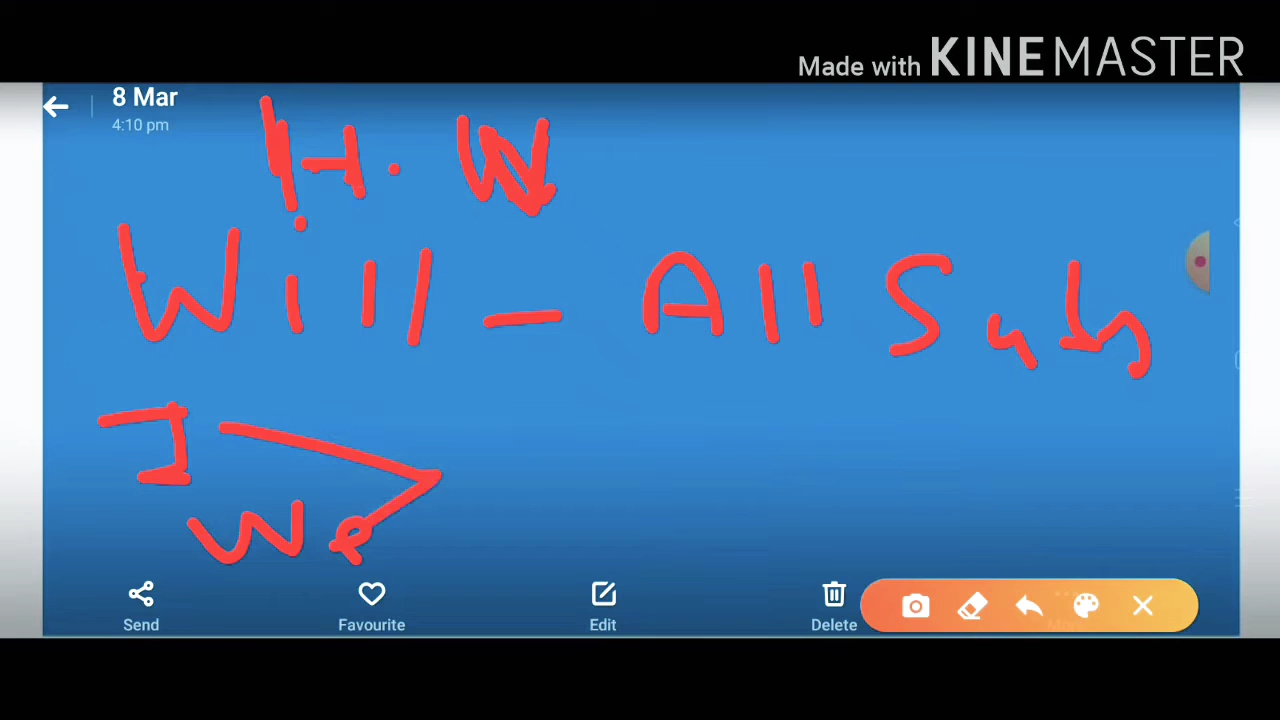 Made with KINEMASTER
8 Mar
4:10 pm
H.W
Will - All Sub
I
We
Send Favourite Edit Delete